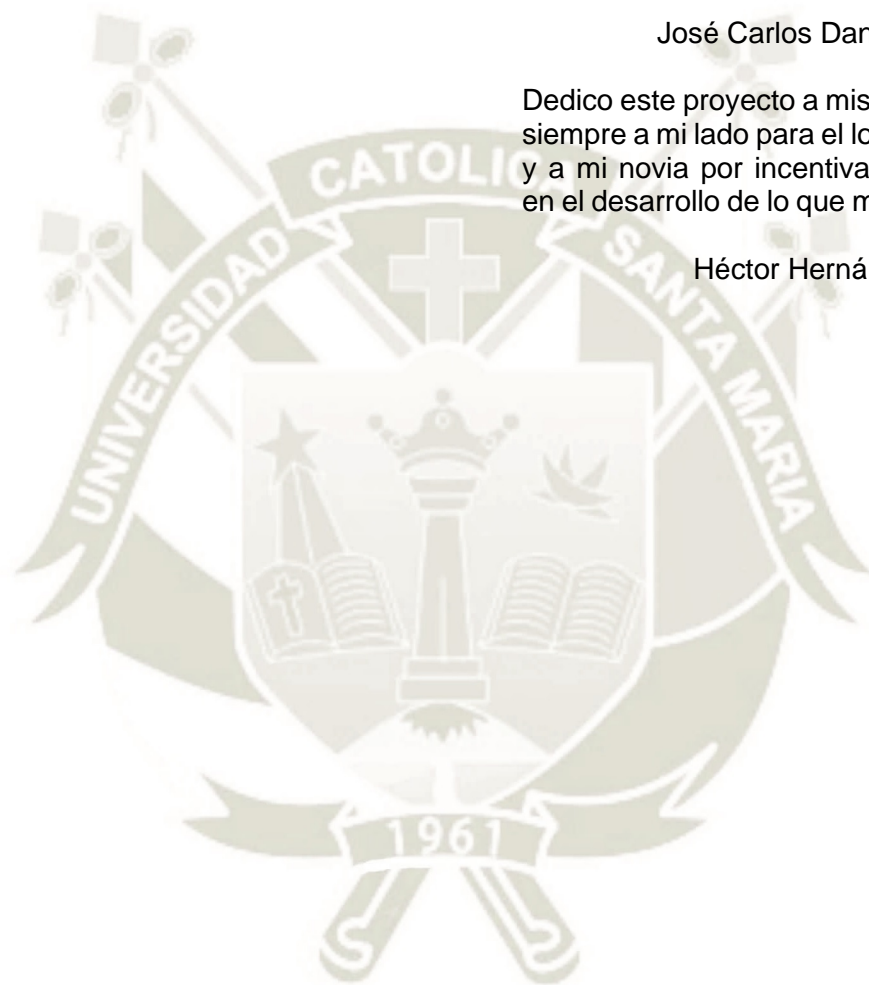 José Carlos Dan
Dedico este proyecto a mis
siempre a mi lado para el lo
y a mi novia por incentiva
en el desarrollo de lo que m
Héctor Herná
UNIVERSIDAD CATOLICA SANTA MARIA
1961